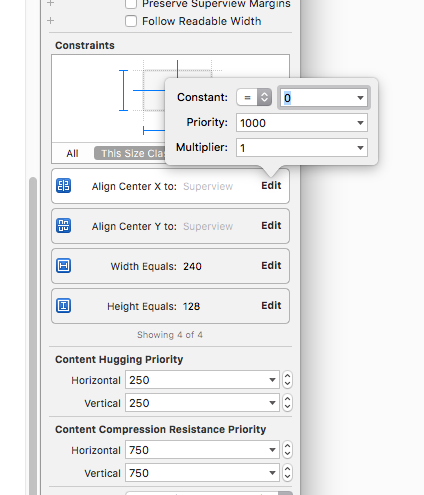 Preserve Superview Margins
Follow Readable Width
Constraints
Constant: = 0
Priority: 1000
Multiplier: 1
All This Size Clas
Align Center X to: Superview Edit
Align Center Y to: Superview Edit
Width Equals: 240 Edit
Height Equals: 128 Edit
Showing 4 of 4
Content Hugging Priority
Horizontal 250
Vertical 250
Content Compression Resistance Priority
Horizontal 750
Vertical 750